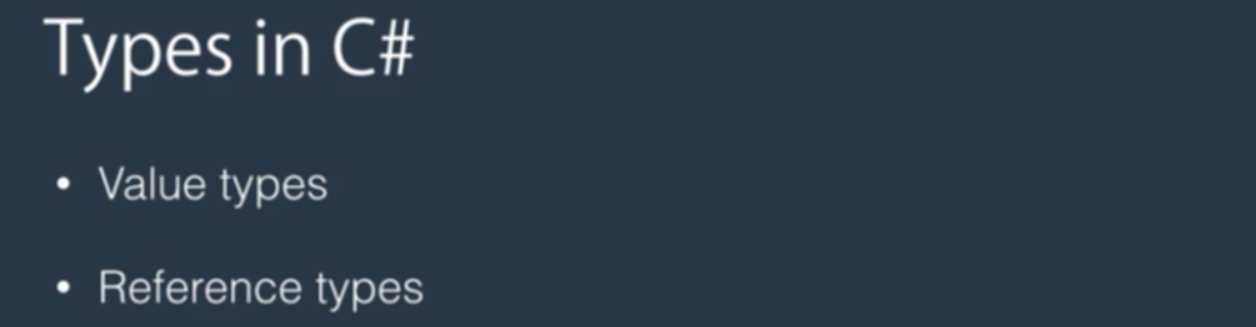 Types in C#
• Value types
• Reference types